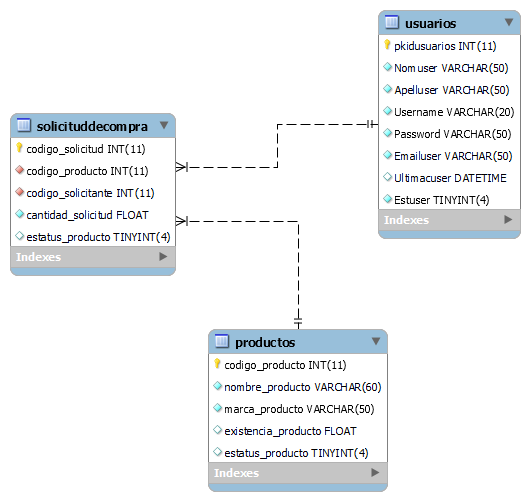 usuarios
pkidusuarios INT(11)
Nomuser VARCHAR(50)
Apelluser VARCHAR(50)
Username VARCHAR(20)
Password VARCHAR(50)
Emailuser VARCHAR(50)
Ultimacuser DATETIME
Estuser TINYINT(4)
Indexes
solicituddecompra
codigo_solicitud INT(11)
codigo_producto INT(11)
codigo_solicitante INT(11)
cantidad_solicitud FLOAT
estatus_producto TINYINT(4)
Indexes
productos
codigo_producto INT(11)
nombre_producto VARCHAR(60)
marca_producto VARCHAR(50)
existencia_producto FLOAT
estatus_producto TINYINT(4)
Indexes